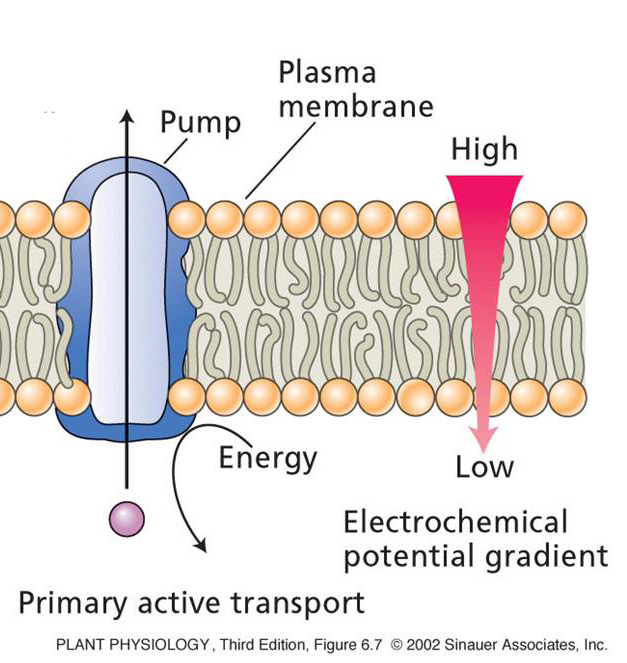 Plasma
membrane
Pump
High
Energy
Low
Electrochemical
potential gradient
Primary active transport
PLANT PHYSIOLOGY, Third Edition, Figure 6.7 © 2002 Sinauer Associates, Inc.